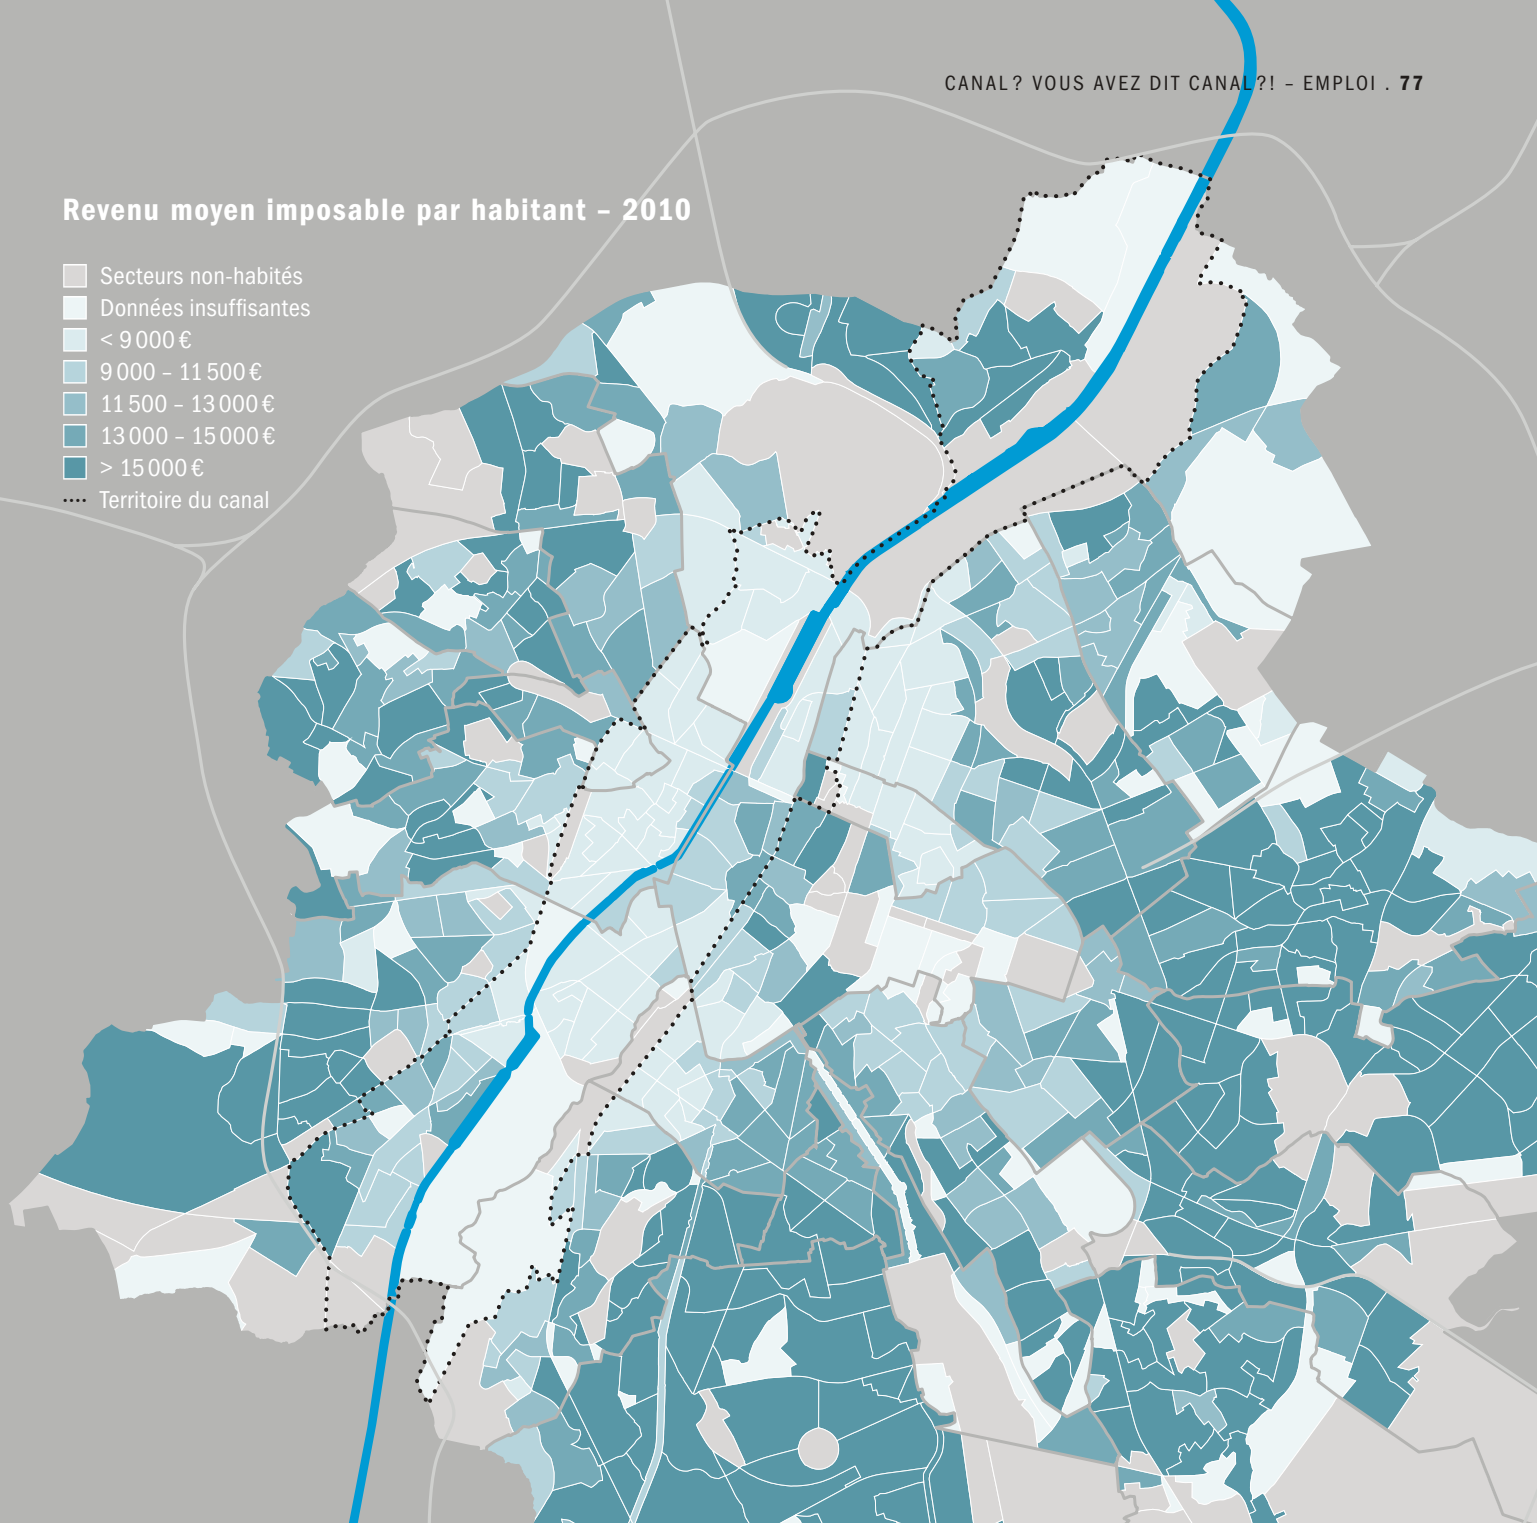 CANAL? VOUS AVEZ DIT CANAL?! – EMPLOI . 77
Revenu moyen imposable par habitant – 2010
Secteurs non-habités
Données insuffisantes
< 9 000 €
9 000 – 11 500 €
11 500 – 13 000 €
13 000 – 15 000 €
> 15 000 €
Territoire du canal